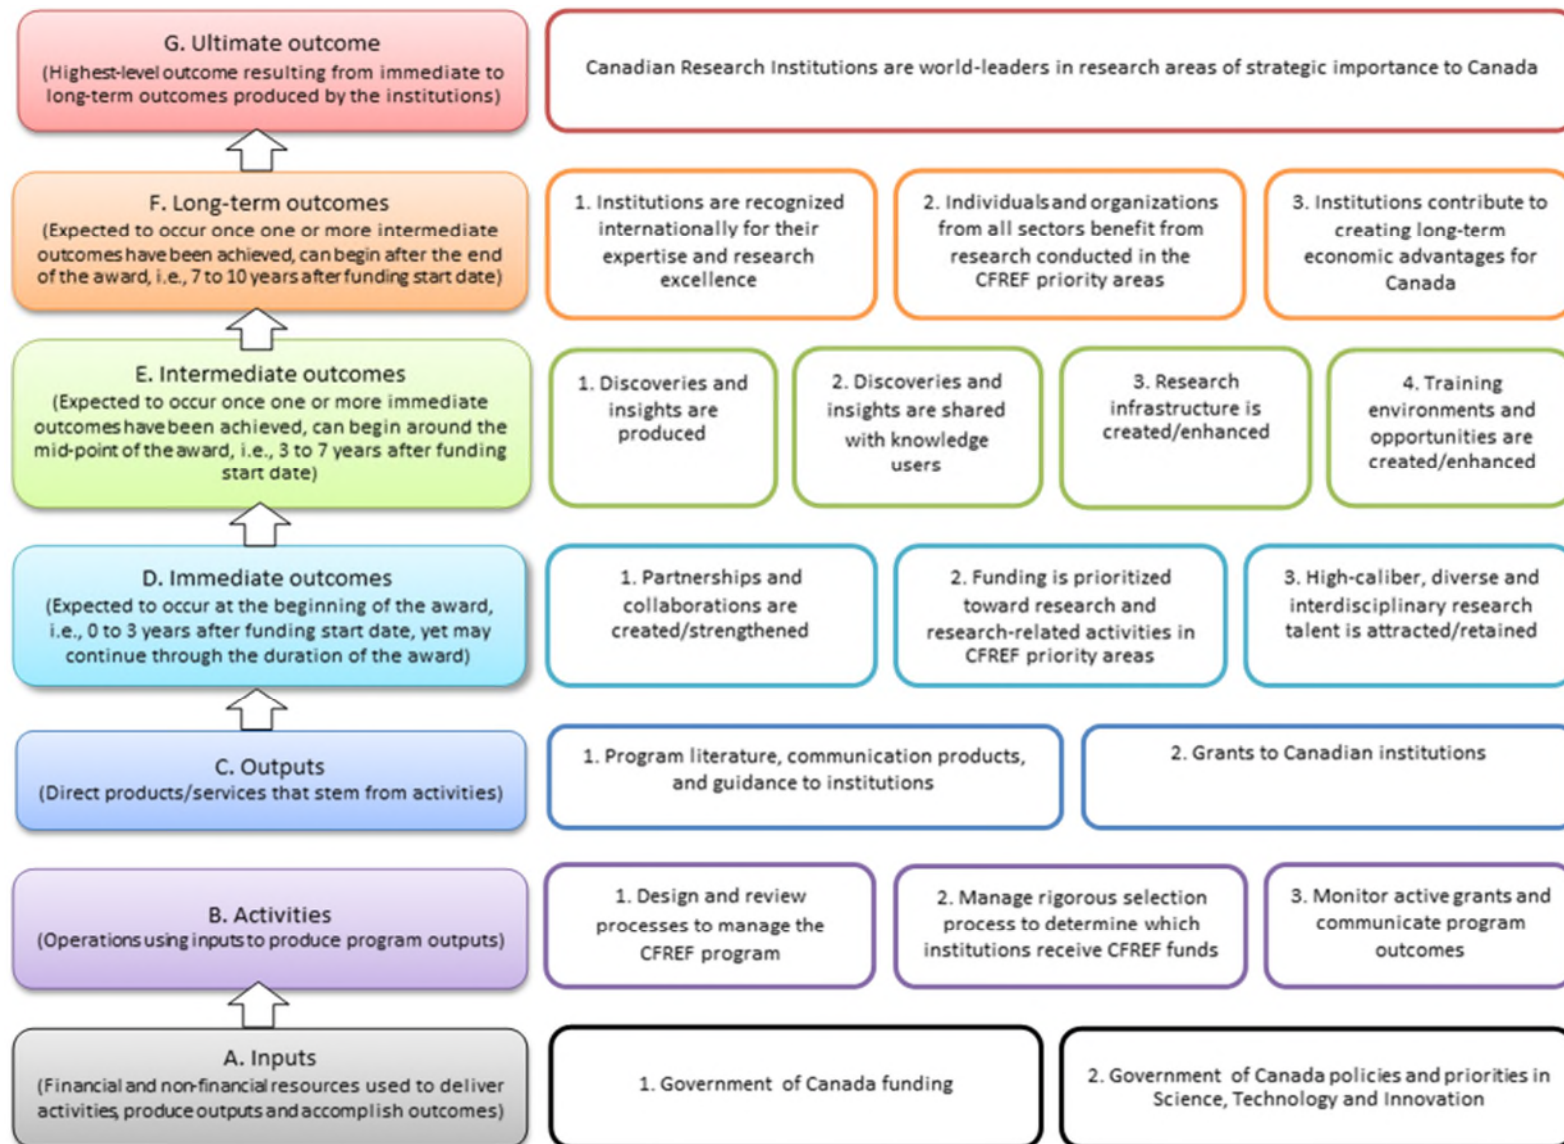 G. Ultimate outcome
(Highest-level outcome resulting from immediate to
long-term outcomes produced by the institutions)
Canadian Research Institutions are world-leaders in research areas of strategic importance to Canada
F. Long-term outcomes
(Expected to occur once one or more intermediate
outcomes have been achieved, can begin after the end
of the award, i.e., 7 to 10 years after funding start date)
1. Institutions are recognized
internationally for their
expertise and research
excellence
2. Individuals and organizations
from all sectors benefit from
research conducted in the
CFREF priority areas
3. Institutions contribute to
creating long-term
economic advantages for
Canada
E. Intermediate outcomes
(Expected to occur once one or more immediate
outcomes have been achieved, can begin around the
mid-point of the award, i.e., 3 to 7 years after funding
start date)
1. Discoveries and
insights are
produced
2. Discoveries and
insights are shared
with knowledge
users
3. Research
infrastructure is
created/enhanced
4. Training
environments and
opportunities are
created/enhanced
D. Immediate outcomes
(Expected to occur at the beginning of the award,
i.e., 0 to 3 years after funding start date, yet may
continue through the duration of the award)
1. Partnerships and
collaborations are
created/strengthened
2. Funding is prioritized
toward research and
research-related activities in
CFREF priority areas
3. High-caliber, diverse and
interdisciplinary research
talent is attracted/retained
C. Outputs
(Direct products/services that stem from activities)
1. Program literature, communication products,
and guidance to institutions
2. Grants to Canadian institutions
B. Activities
(Operations using inputs to produce program outputs)
1. Design and review
processes to manage the
CFREF program
2. Manage rigorous selection
process to determine which
institutions receive CFREF funds
3. Monitor active grants and
communicate program
outcomes
A. Inputs
(Financial and non-financial resources used to deliver
activities, produce outputs and accomplish outcomes)
1. Government of Canada funding
2. Government of Canada policies and priorities in
Science, Technology and Innovation